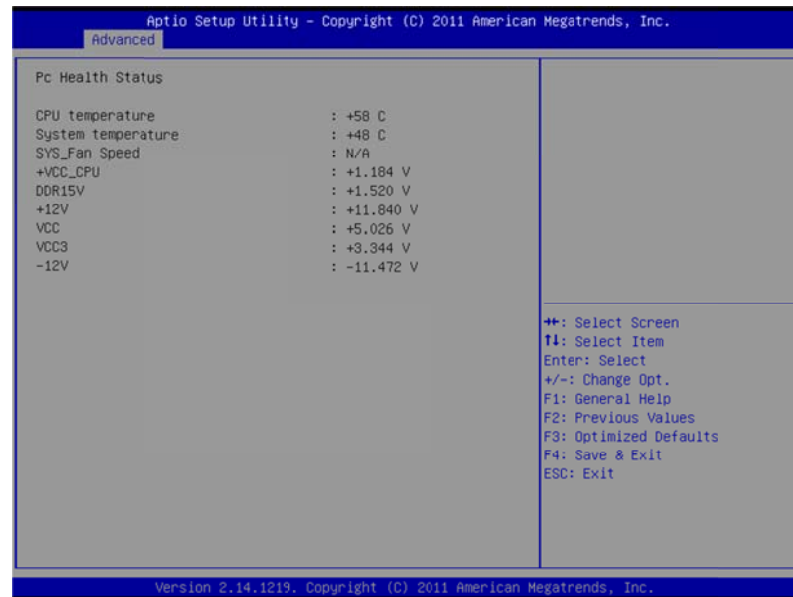 Aptio Setup Utility – Copyright (C) 2011 American Megatrends, Inc.
Advanced
Pc Health Status
CPU temperature : +58 C
System temperature : +48 C
SYS_Fan Speed : N/A
+VCC_CPU : +1.184 V
DDR15V : +1.520 V
+12V : +11.840 V
VCC : +5.026 V
VCC3 : +3.344 V
-12V : -11.472 V
→←: Select Screen
↑↓: Select Item
Enter: Select
+/-: Change Opt.
F1: General Help
F2: Previous Values
F3: Optimized Defaults
F4: Save & Exit
ESC: Exit
Version 2.14.1219. Copyright (C) 2011 American Megatrends, Inc.